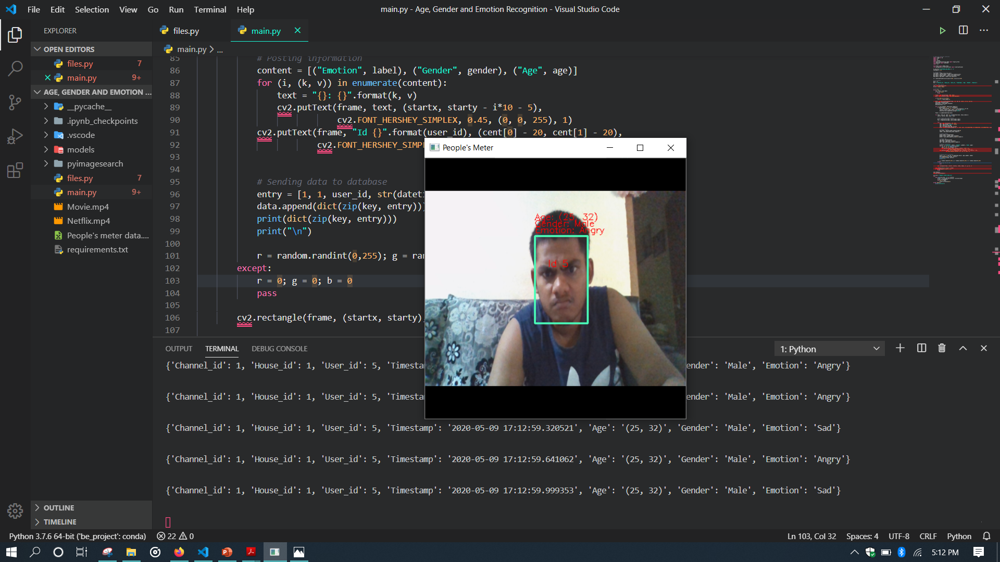 File Edit Selection View Go Run Terminal Help
main.py - Age, Gender and Emotion Recognition - Visual Studio Code
EXPLORER
OPEN EDITORS
files.py 7
main.py 9+
AGE, GENDER AND EMOTION ...
__pycache__
.ipynb_checkpoints
.vscode
models
pyimagesearch
files.py 7
main.py 9+
Movie.mp4
Netflix.mp4
People's meter data....
requirements.txt
OUTLINE
TIMELINE
files.py
main.py
main.py > ...
85 # Posting information
86 content = [("Emotion", label), ("Gender", gender), ("Age", age)]
87 for (i, (k, v)) in enumerate(content):
88 text = "{}: {}".format(k, v)
89 cv2.putText(frame, text, (startx, starty - i*10 - 5),
90 cv2.FONT_HERSHEY_SIMPLEX, 0.45, (0, 0, 255), 1)
91 cv2.putText(frame, "Id {}".format(user_id), (cent[0] - 20, cent[1] - 20),
92 cv2.FONT_HERSHEY_SIMP
93
94
95 # Sending data to database
96 entry = [1, 1, user_id, str(dateti
97 data.append(dict(zip(key, entry)))
98 print(dict(zip(key, entry)))
99 print("\n")
100
101 r = random.randint(0,255); g = ran
102 except:
103 r = 0; g = 0; b = 0
104 pass
105
106 cv2.rectangle(frame, (startx, starty),
107
People's Meter
Age: (25, 32)
Gender: Male
Emotion: Angry
Id 5
OUTPUT TERMINAL DEBUG CONSOLE
1: Python
{'Channel_id': 1, 'House_id': 1, 'User_id': 5, 'Timesta ender': 'Male', 'Emotion': 'Angry'}
{'Channel_id': 1, 'House_id': 1, 'User_id': 5, 'Timesta ender': 'Male', 'Emotion': 'Angry'}
{'Channel_id': 1, 'House_id': 1, 'User_id': 5, 'Timestamp': '2020-05-09 17:12:59.320521', 'Age': '(25, 32)', 'Gender': 'Male', 'Emotion': 'Sad'}
{'Channel_id': 1, 'House_id': 1, 'User_id': 5, 'Timestamp': '2020-05-09 17:12:59.641062', 'Age': '(25, 32)', 'Gender': 'Male', 'Emotion': 'Angry'}
{'Channel_id': 1, 'House_id': 1, 'User_id': 5, 'Timestamp': '2020-05-09 17:12:59.999353', 'Age': '(25, 32)', 'Gender': 'Male', 'Emotion': 'Sad'}
Python 3.7.6 64-bit ('be_project': conda) 22 0
Ln 103, Col 32 Spaces: 4 UTF-8 CRLF Python
5:12 PM